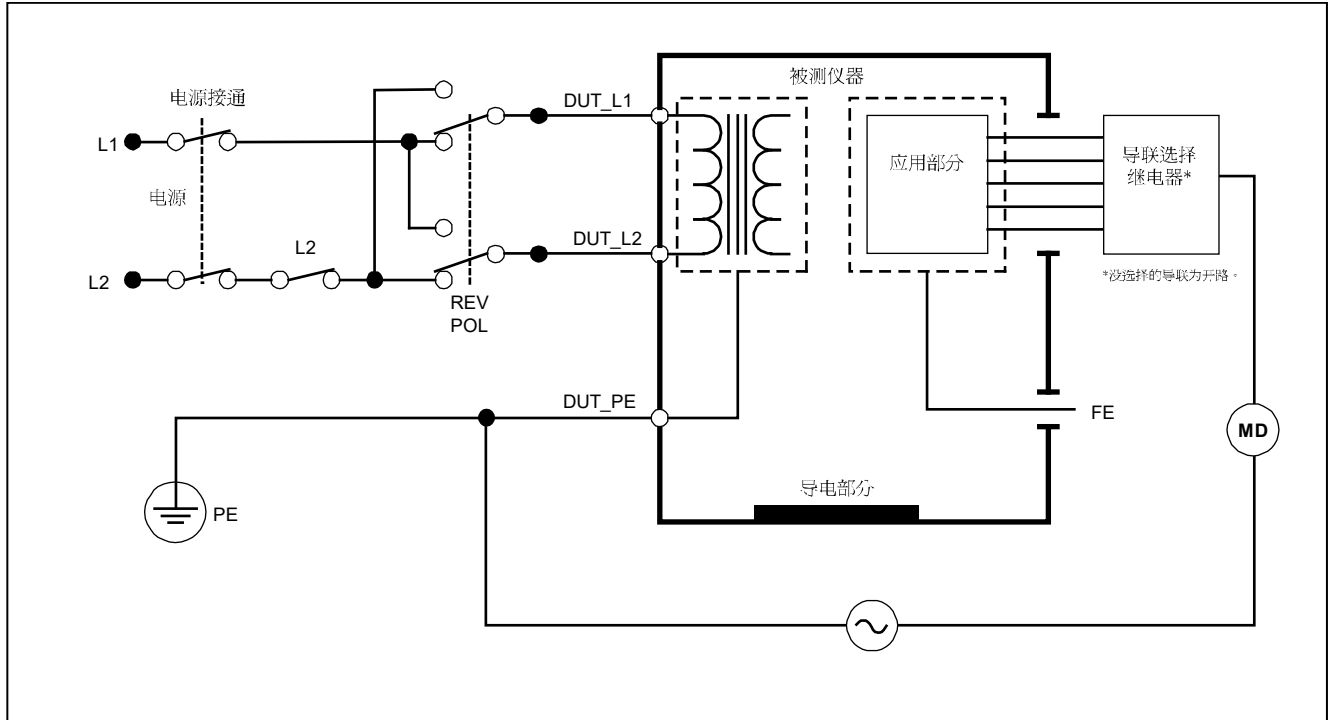 电源接通
L1
电源
L2
L2
REV
POL
DUT_L1
DUT_L2
DUT_PE
PE
被测仪器
应用部分
导联选择
继电器*
*没选择的导联为开路。
FE
MD
导电部分